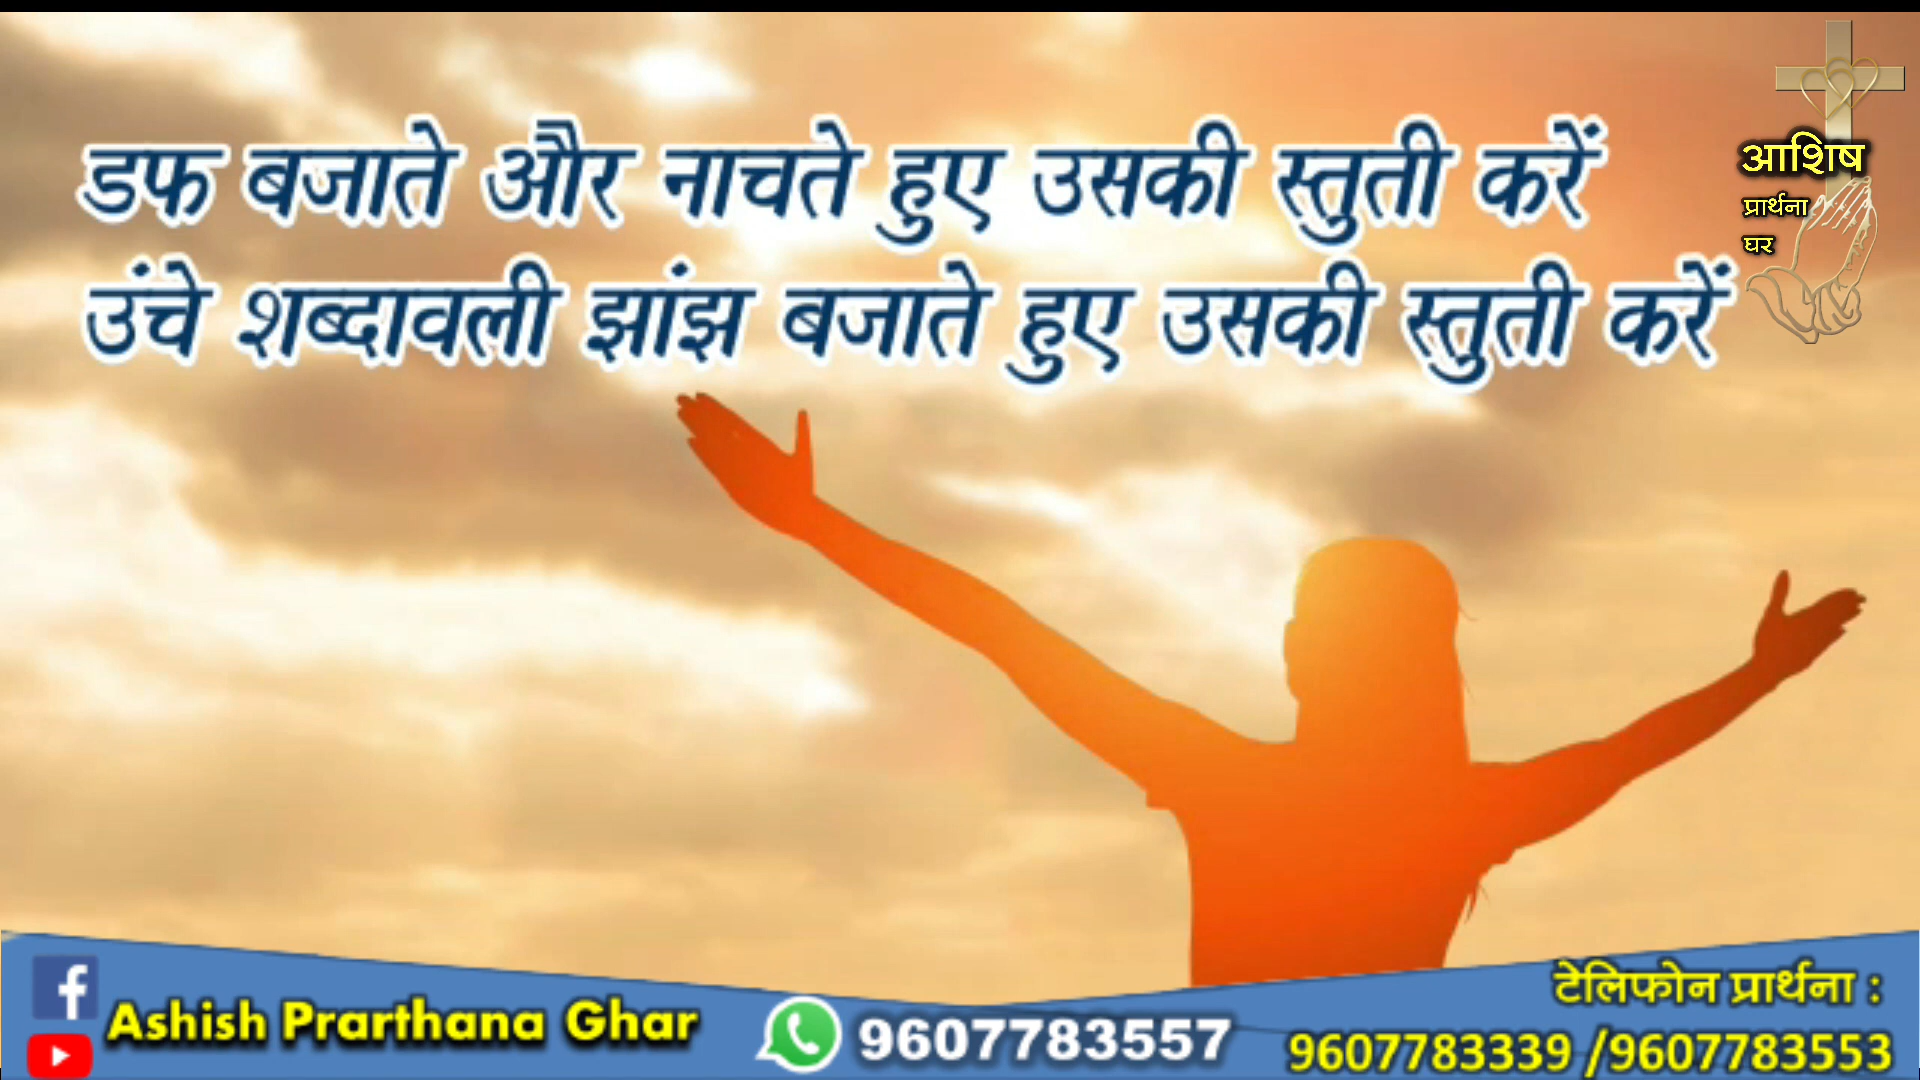 डफ बजाते और नाचते हुए उसकी स्तुती करें
उंचे शब्दावली झांझ बजाते हुए उसकी स्तुती करें
आशिष
प्रार्थना
घर
Ashish Prarthana Ghar
9607783557
टेलिफोन प्रार्थना :
9607783339 /9607783553